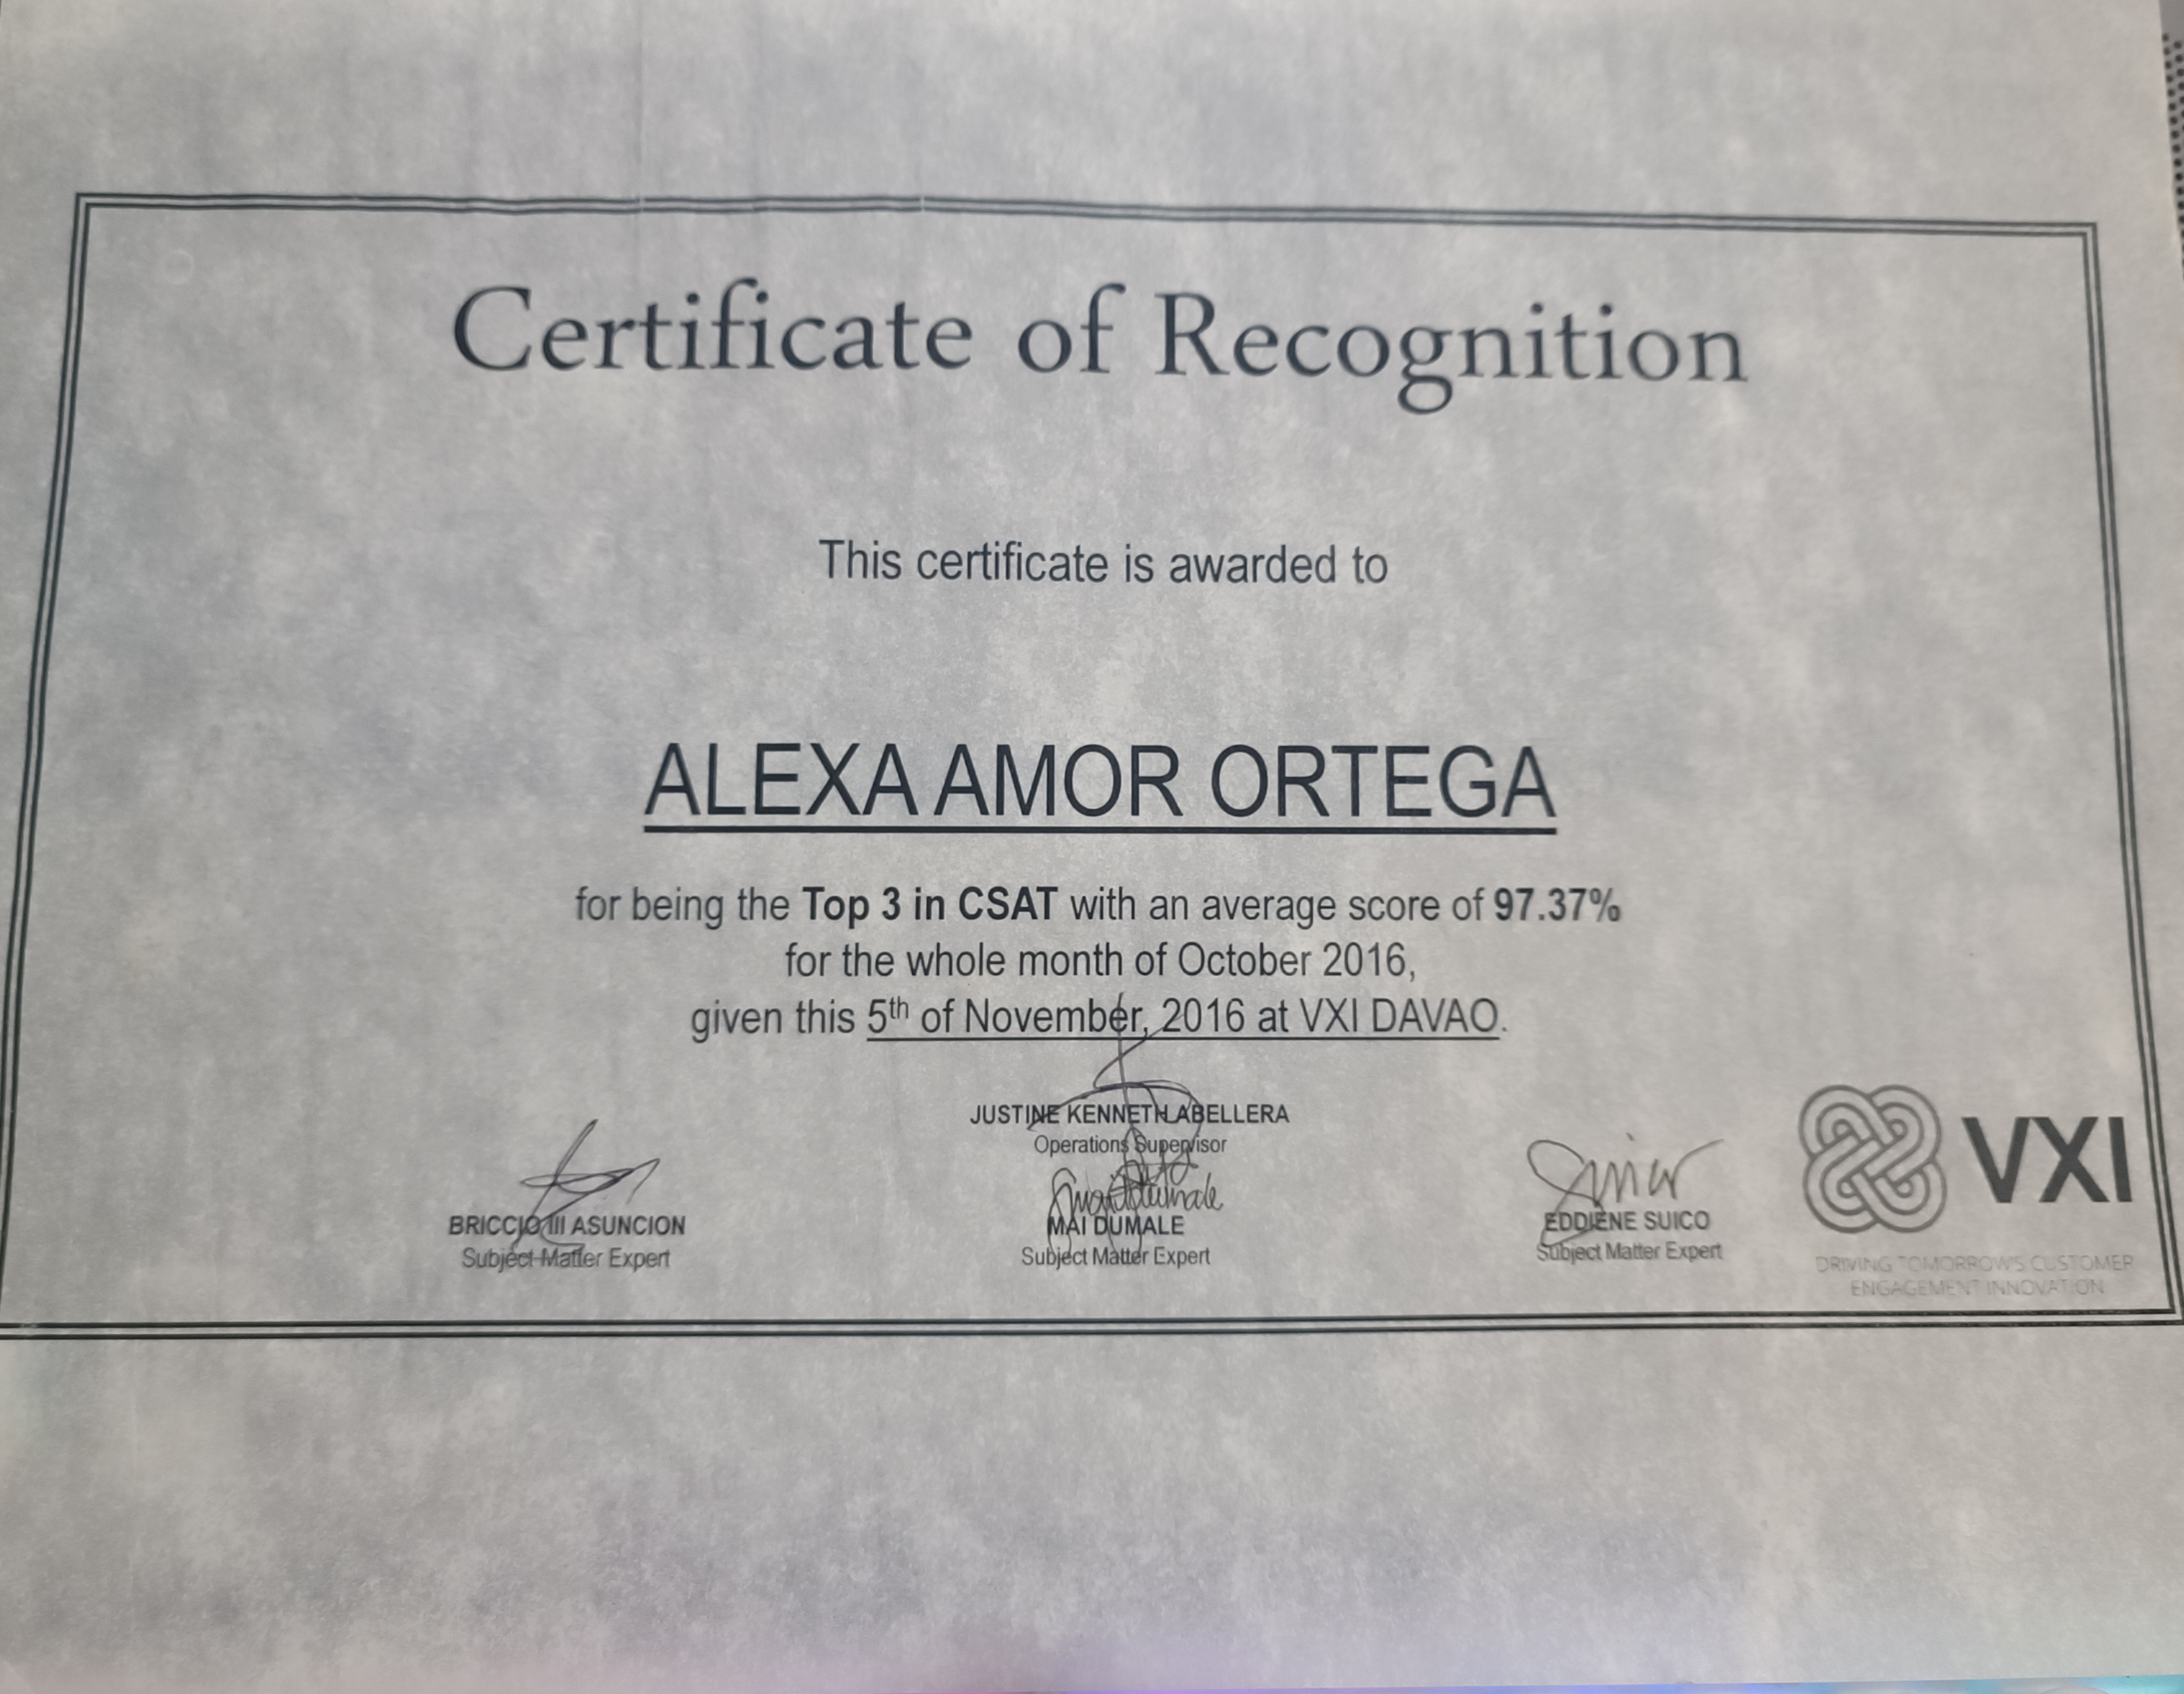 Certificate of Recognition
This certificate is awarded to
ALEXA AMOR ORTEGA
for being the Top 3 in CSAT with an average score of 97.37%
for the whole month of October 2016,
given this 5th of November, 2016 at VXI DAVAO.
JUSTINE KENNETH ABELLERA
Operations Supervisor
BRICCIO III ASUNCION
Subject Matter Expert
MAI DUMALE
Subject Matter Expert
EDDIENE SUICO
Subject Matter Expert
VXI
DRIVING TOMORROW'S CUSTOMER
ENGAGEMENT INNOVATION